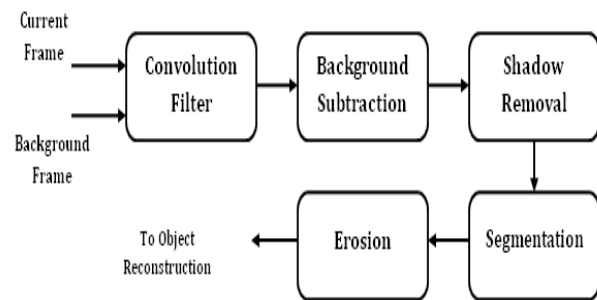 Current
Frame
Convolution
Filter
Background
Subtraction
Shadow
Removal
Background
Frame
To Object
Reconstruction
Erosion
Segmentation